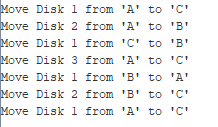 Move Disk 1 from 'A' to 'C'
Move Disk 2 from 'A' to 'B'
Move Disk 1 from 'C' to 'B'
Move Disk 3 from 'A' to 'C'
Move Disk 1 from 'B' to 'A'
Move Disk 2 from 'B' to 'C'
Move Disk 1 from 'A' to 'C'